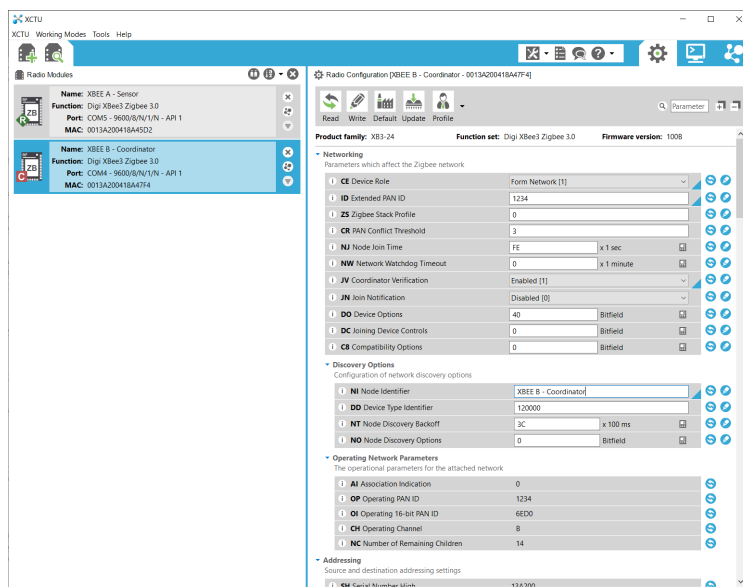 XCTU
XCTU Working Modes Tools Help
Radio Modules
Name: XBEE A - Sensor
Function: Digi XBee3 Zigbee 3.0
Port: COM5 - 9600/8/N/1/N - API 1
MAC: 0013A200418A45D2
ZB
R
Name: XBEE B - Coordinator
Function: Digi XBee3 Zigbee 3.0
Port: COM4 - 9600/8/N/1/N - API 1
MAC: 0013A200418A47F4
ZB
C
Radio Configuration [XBEE B - Coordinator - 0013A200418A47F4]
Read Write Default Update Profile
Parameter
Product family: XB3-24 Function set: Digi XBee3 Zigbee 3.0 Firmware version: 100B
Networking
Parameters which affect the Zigbee network
CE Device Role Form Network [1]
ID Extended PAN ID 1234
ZS Zigbee Stack Profile 0
CR PAN Conflict Threshold 3
NJ Node Join Time FE x 1 sec
NW Network Watchdog Timeout 0 x 1 minute
JV Coordinator Verification Enabled [1]
JN Join Notification Disabled [0]
DO Device Options 40 Bitfield
DC Joining Device Controls 0 Bitfield
C8 Compatibility Options 0 Bitfield
Discovery Options
Configuration of network discovery options
NI Node Identifier XBEE B - Coordinator
DD Device Type Identifier 120000
NT Node Discovery Backoff 3C x 100 ms
NO Node Discovery Options 0 Bitfield
Operating Network Parameters
The operational parameters for the attached network
AI Association Indication 0
OP Operating PAN ID 1234
OI Operating 16-bit PAN ID 6ED0
CH Operating Channel B
NC Number of Remaining Children 14
Addressing
Source and destination addressing settings
SH Serial Number High 13A200